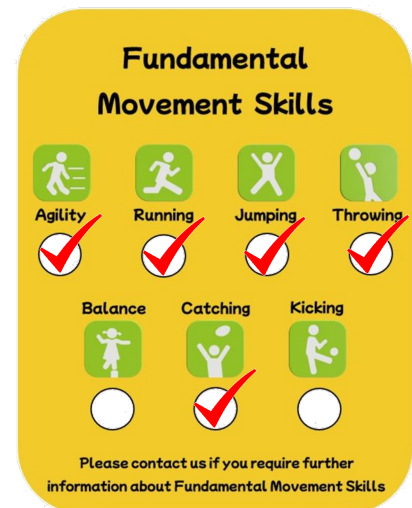 Fundamental
Movement Skills
Agility Running Jumping Throwing
Balance Catching Kicking
Please contact us if you require further
information about Fundamental Movement Skills